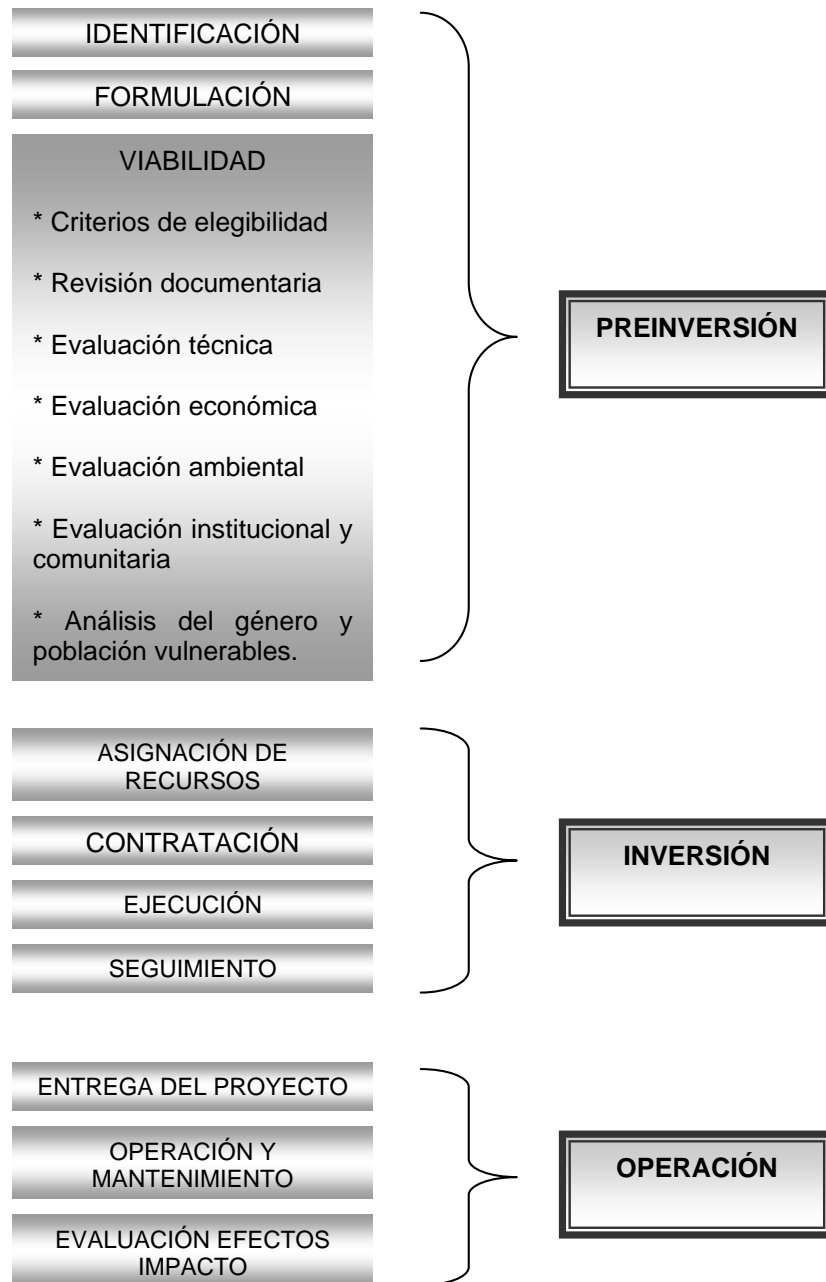 IDENTIFICACIÓN
FORMULACIÓN
VIABILIDAD
* Criterios de elegibilidad
* Revisión documentaria
* Evaluación técnica
* Evaluación económica
* Evaluación ambiental
* Evaluación institucional y
comunitaria
* Análisis del género y
población vulnerables.
PREINVERSIÓN
ASIGNACIÓN DE
RECURSOS
CONTRATACIÓN
EJECUCIÓN
SEGUIMIENTO
INVERSIÓN
ENTREGA DEL PROYECTO
OPERACIÓN Y
MANTENIMIENTO
EVALUACIÓN EFECTOS
IMPACTO
OPERACIÓN